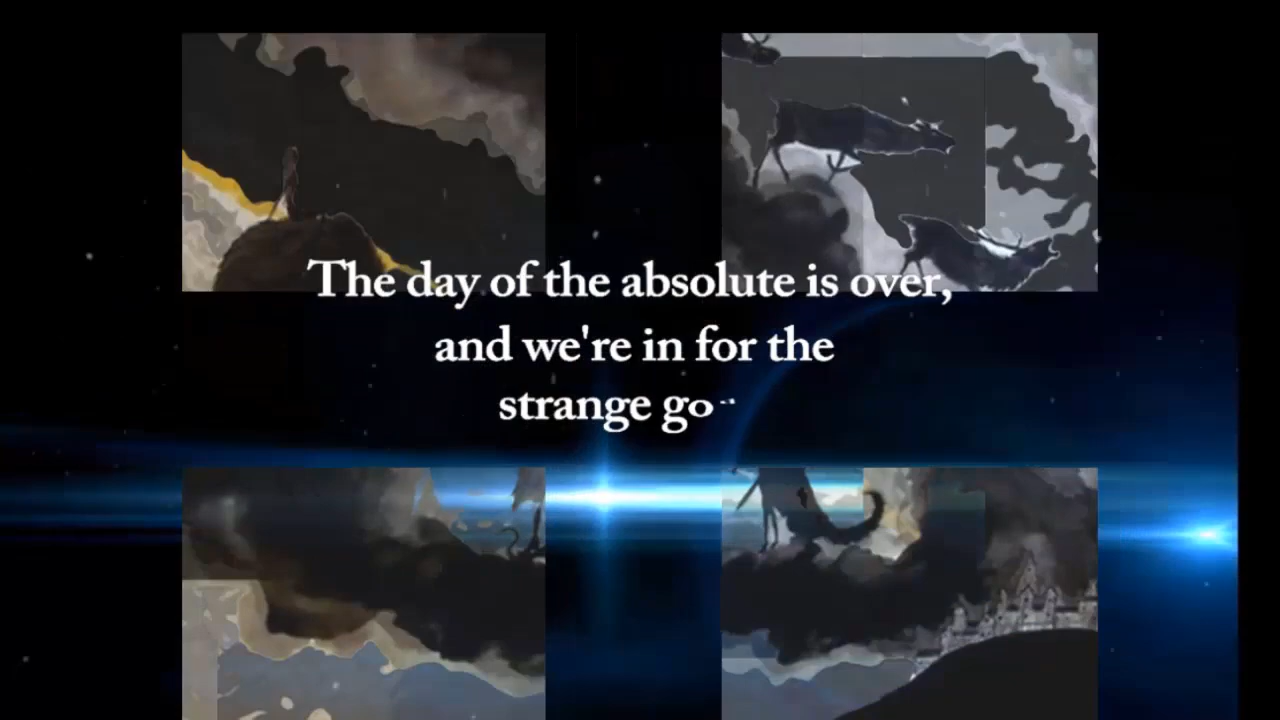 The day of the absolute is over,
and we're in for the
strange go